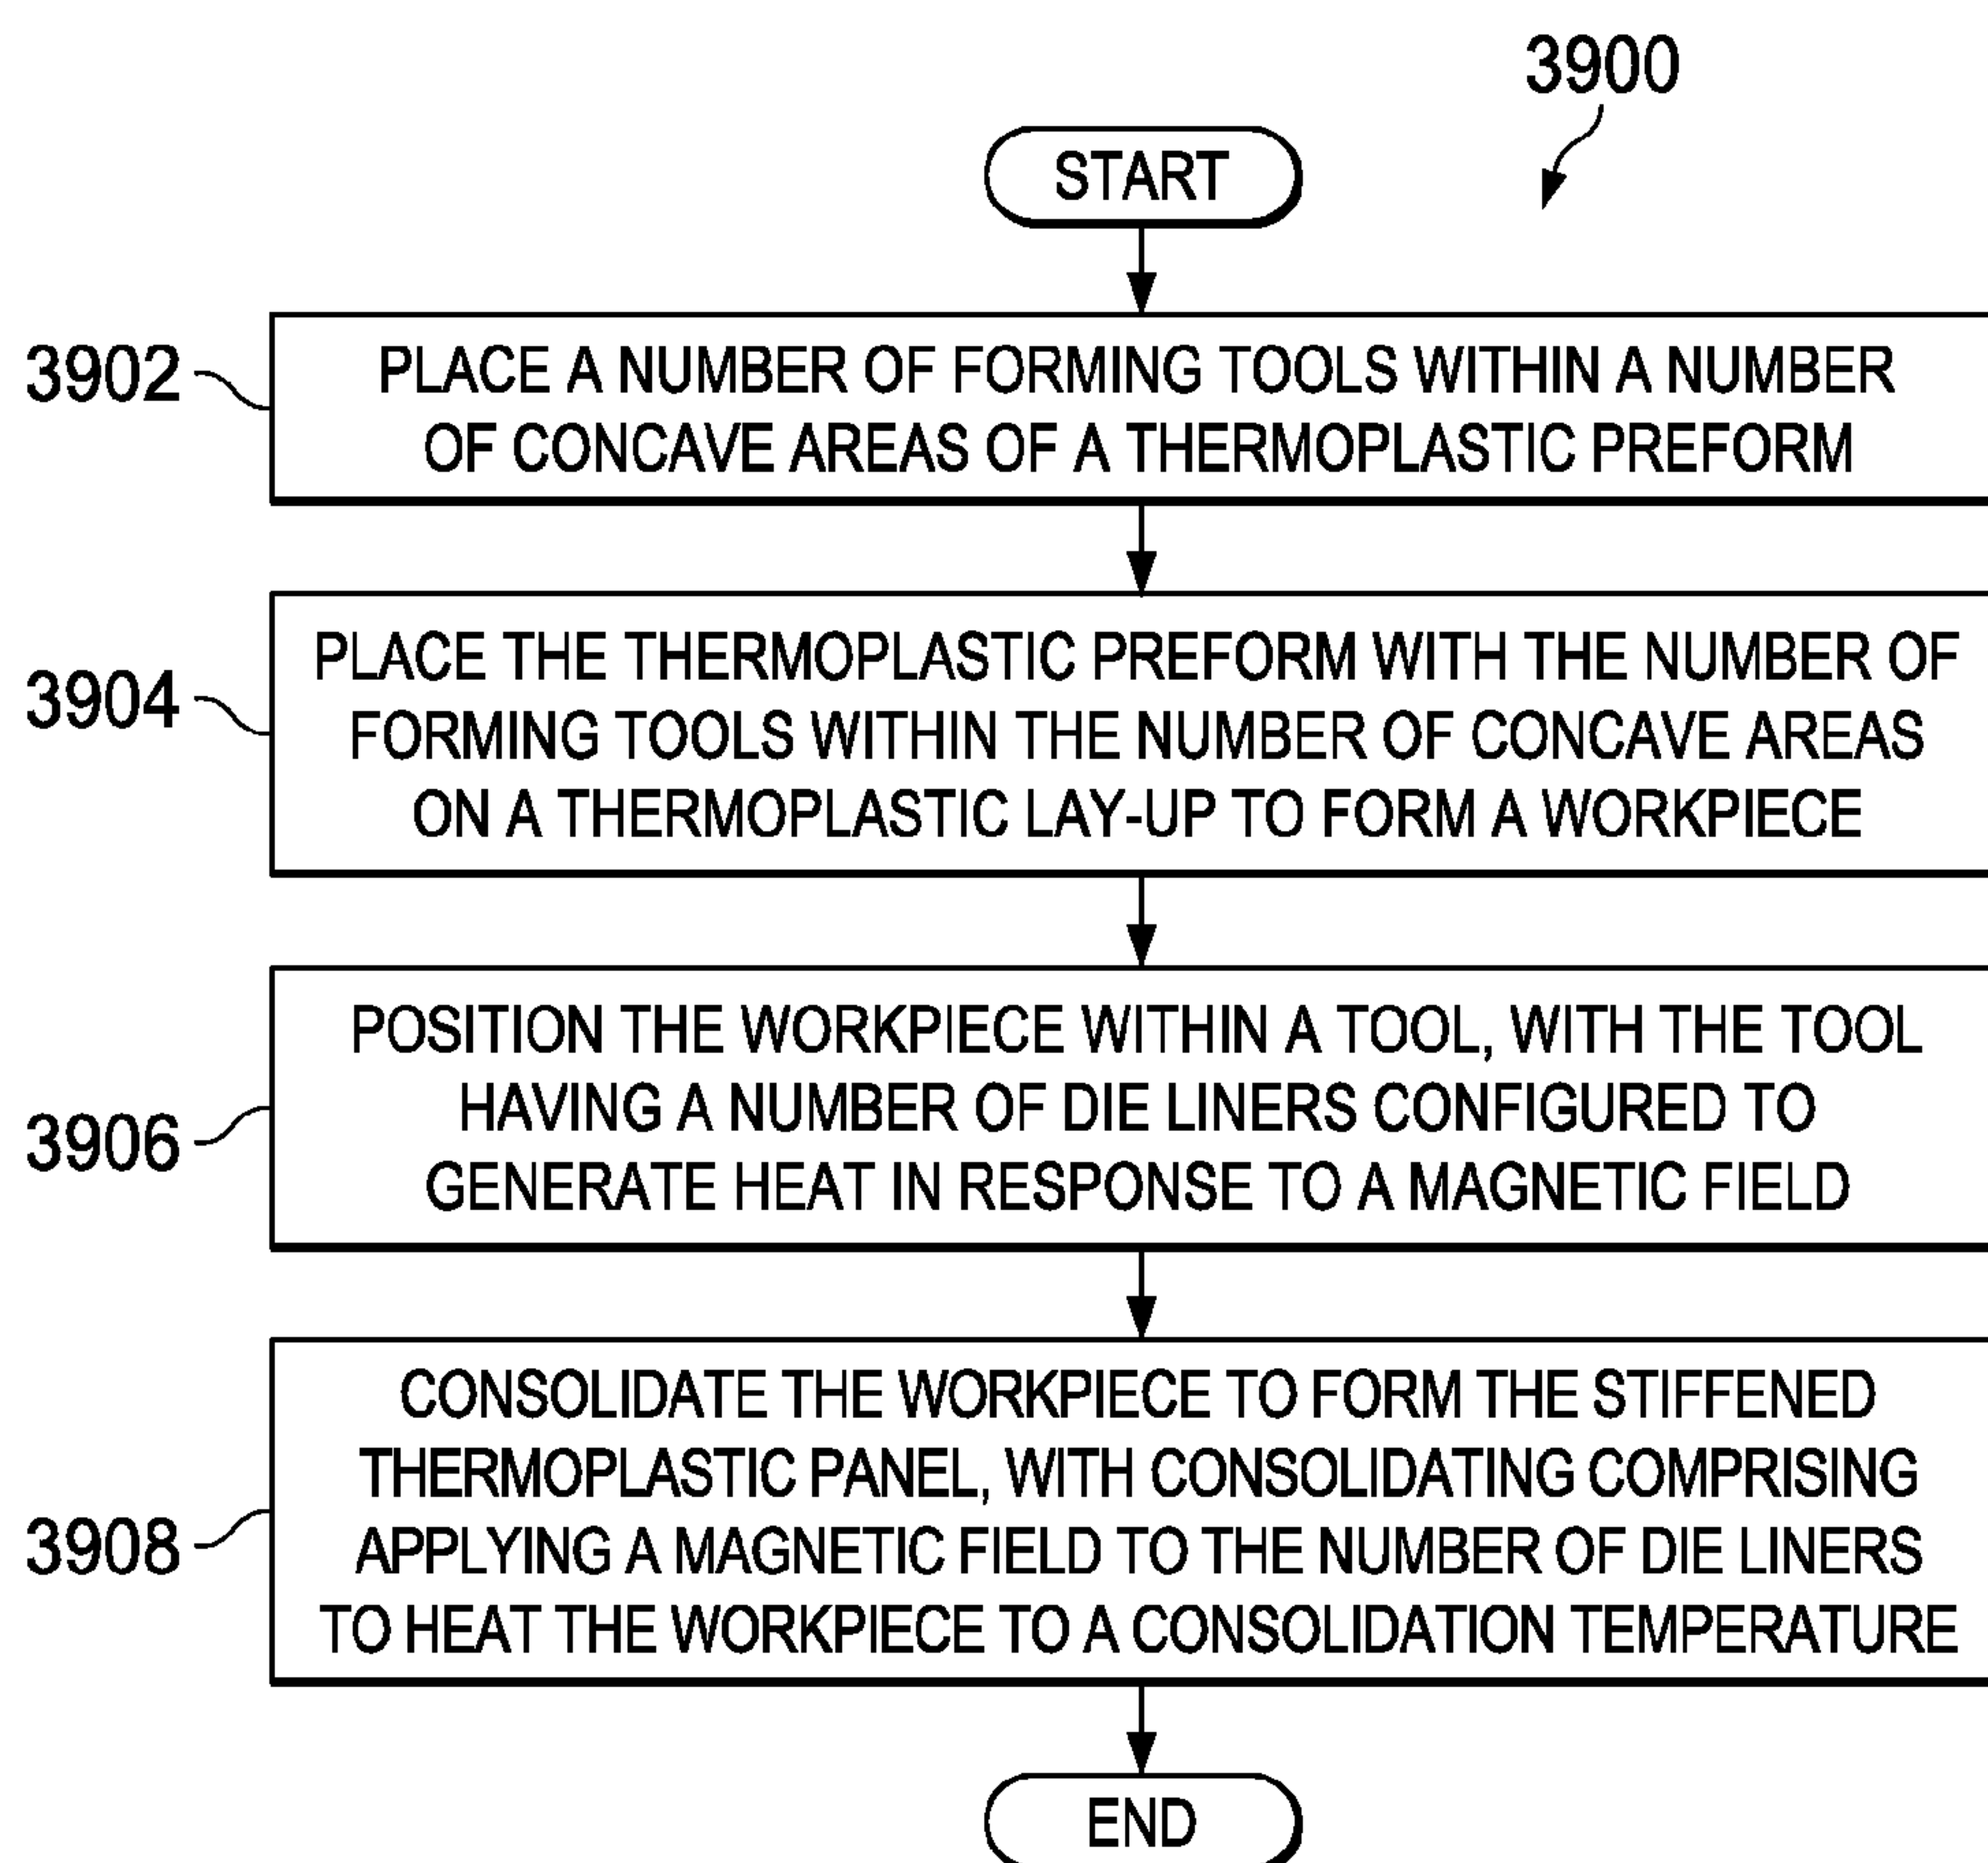 3900
START
3902
PLACE A NUMBER OF FORMING TOOLS WITHIN A NUMBER
OF CONCAVE AREAS OF A THERMOPLASTIC PREFORM
3904
PLACE THE THERMOPLASTIC PREFORM WITH THE NUMBER OF
FORMING TOOLS WITHIN THE NUMBER OF CONCAVE AREAS
ON A THERMOPLASTIC LAY-UP TO FORM A WORKPIECE
3906
POSITION THE WORKPIECE WITHIN A TOOL, WITH THE TOOL
HAVING A NUMBER OF DIE LINERS CONFIGURED TO
GENERATE HEAT IN RESPONSE TO A MAGNETIC FIELD
3908
CONSOLIDATE THE WORKPIECE TO FORM THE STIFFENED
THERMOPLASTIC PANEL, WITH CONSOLIDATING COMPRISING
APPLYING A MAGNETIC FIELD TO THE NUMBER OF DIE LINERS
TO HEAT THE WORKPIECE TO A CONSOLIDATION TEMPERATURE
END